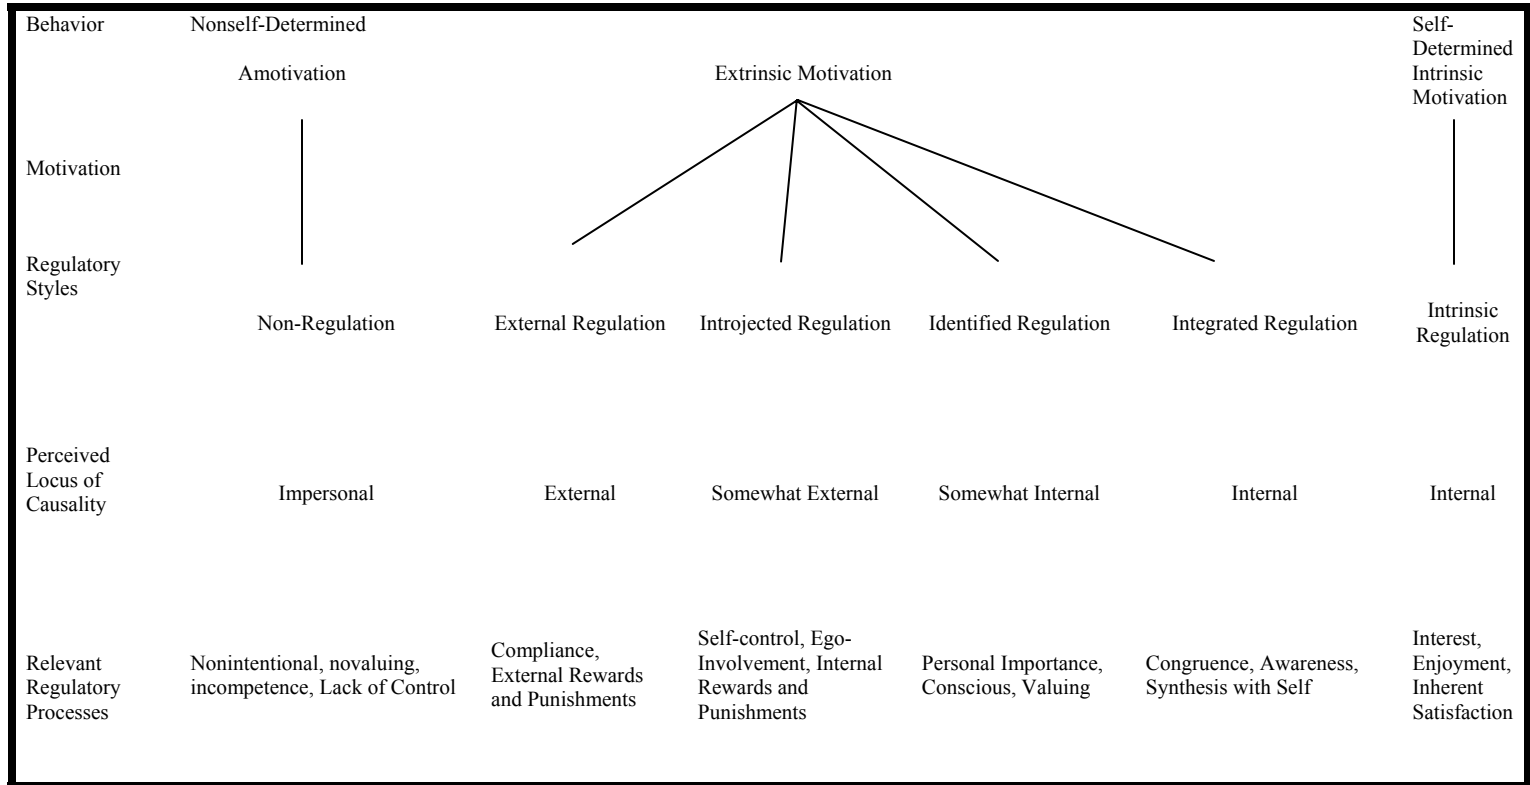 Behavior
Nonself-Determined
Self-
Determined
Intrinsic
Motivation
Amotivation
Extrinsic Motivation
Motivation
Regulatory
Styles
Non-Regulation
External Regulation
Introjected Regulation
Identified Regulation
Integrated Regulation
Intrinsic
Regulation
Perceived
Locus of
Causality
Impersonal
External
Somewhat External
Somewhat Internal
Internal
Internal
Relevant
Regulatory
Processes
Nonintentional, novaluing,
incompetence, Lack of Control
Compliance,
External Rewards
and Punishments
Self-control, Ego-
Involvement, Internal
Rewards and
Punishments
Personal Importance,
Conscious, Valuing
Congruence, Awareness,
Synthesis with Self
Interest,
Enjoyment,
Inherent
Satisfaction